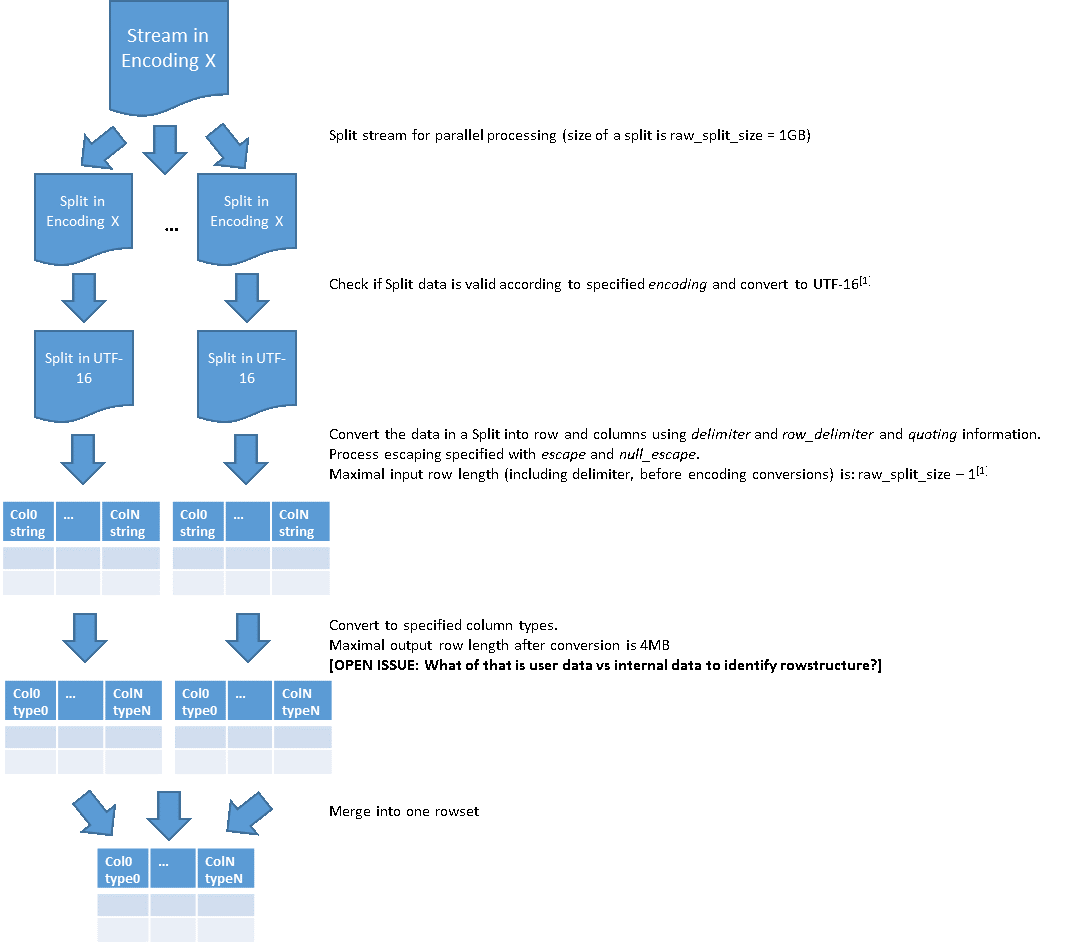 Stream in
Encoding X
Split stream for parallel processing (size of a split is raw_split_size = 1GB)
Split in
Encoding X
...
Split in
Encoding X
Check if Split data is valid according to specified encoding and convert to UTF-16[1]
Split in UTF-
16
Split in UTF-
16
Convert the data in a Split into row and columns using delimiter and row_delimiter and quoting information.
Process escaping specified with escape and null_escape.
Maximal input row length (including delimiter, before encoding conversions) is: raw_split_size – 1[1]
Col0
string
...
ColN
string
Col0
string
...
ColN
string
Convert to specified column types.
Maximal output row length after conversion is 4MB
[OPEN ISSUE: What of that is user data vs internal data to identify rowstructure?]
Col0
type0
...
ColN
typeN
Col0
type0
...
ColN
typeN
Merge into one rowset
Col0
type0
...
ColN
typeN